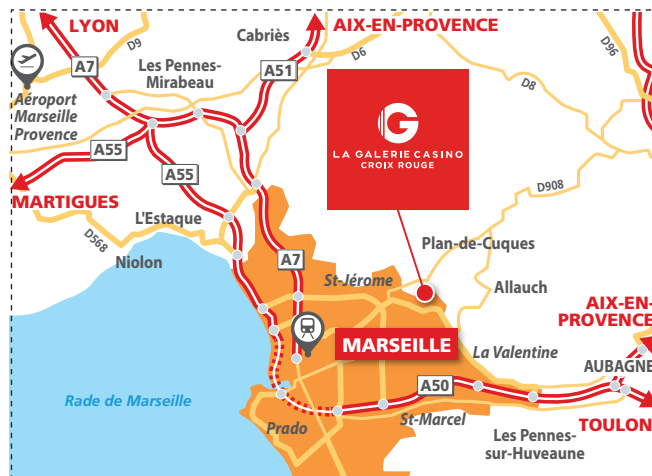 LYON
D9
Cabriès
AIX-EN-PROVENCE
D96
A7
Les Pennes-
Mirabeau
A51
D6
D8
Aéroport
Marseille
Provence
G
LA GALERIE CASINO
CROIX ROUGE
A55
A55
MARTIGUES
D908
L'Estaque
D568
Niolon
Plan-de-Cuques
A7
St-Jérome
Allauch
AIX-EN-
PROVENCE
MARSEILLE
La Valentine
AUBAGNE
A50
Rade de Marseille
TOULON
Prado
St-Marcel
Les Pennes-
sur-Huveaune